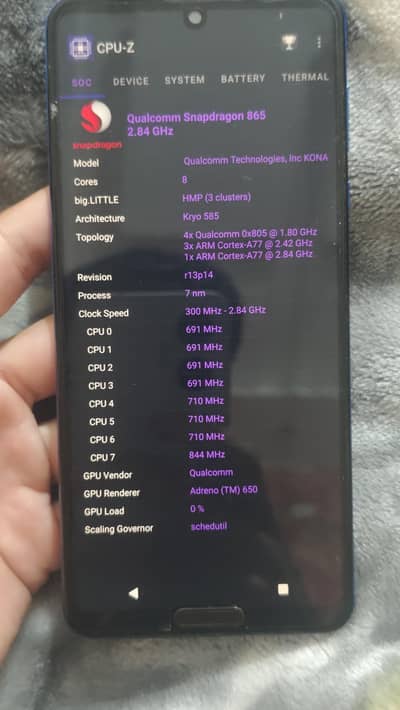 CPU-Z
SOC DEVICE SYSTEM BATTERY THERMAL
Qualcomm Snapdragon 865
2.84 GHz
snapdragon
Model Qualcomm Technologies, Inc KONA
Cores 8
big.LITTLE HMP (3 clusters)
Architecture Kryo 585
Topology 4x Qualcomm 0x805 @ 1.80 GHz
3x ARM Cortex-A77 @ 2.42 GHz
1x ARM Cortex-A77 @ 2.84 GHz
Revision r13p14
Process 7 nm
Clock Speed 300 MHz - 2.84 GHz
CPU 0 691 MHz
CPU 1 691 MHz
CPU 2 691 MHz
CPU 3 691 MHz
CPU 4 710 MHz
CPU 5 710 MHz
CPU 6 710 MHz
CPU 7 844 MHz
GPU Vendor Qualcomm
GPU Renderer Adreno (TM) 650
GPU Load 0 %
Scaling Governor schedutil